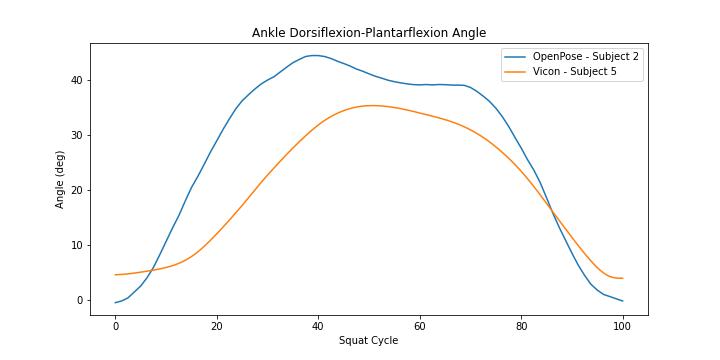 Ankle Dorsiflexion-Plantarflexion Angle
OpenPose - Subject 2
Vicon - Subject 5
Angle (deg)
40
30
20
10
0
0 20 40 60 80 100
Squat Cycle